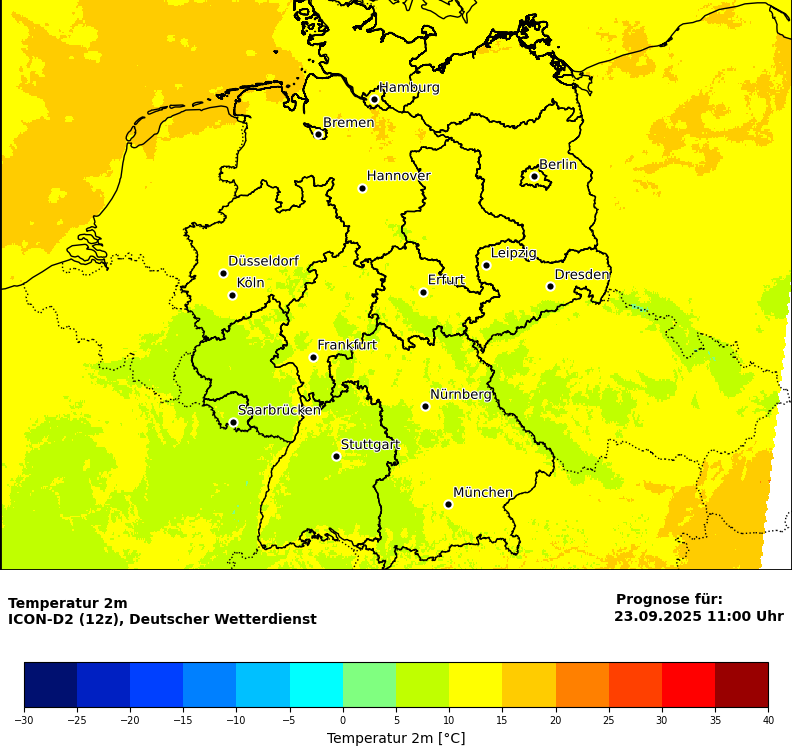 Hamburg
Bremen
Berlin
Hannover
Leipzig
Düsseldorf
Dresden
Köln
Erfurt
Frankfurt
Nürnberg
Saarbrücken
Stuttgart
München
Temperatur 2m
ICON-D2 (12z), Deutscher Wetterdienst
Prognose für:
23.09.2025 11:00 Uhr
−30 −25 −20 −15 −10 −5 0 5 10 15 20 25 30 35 40
Temperatur 2m [°C]